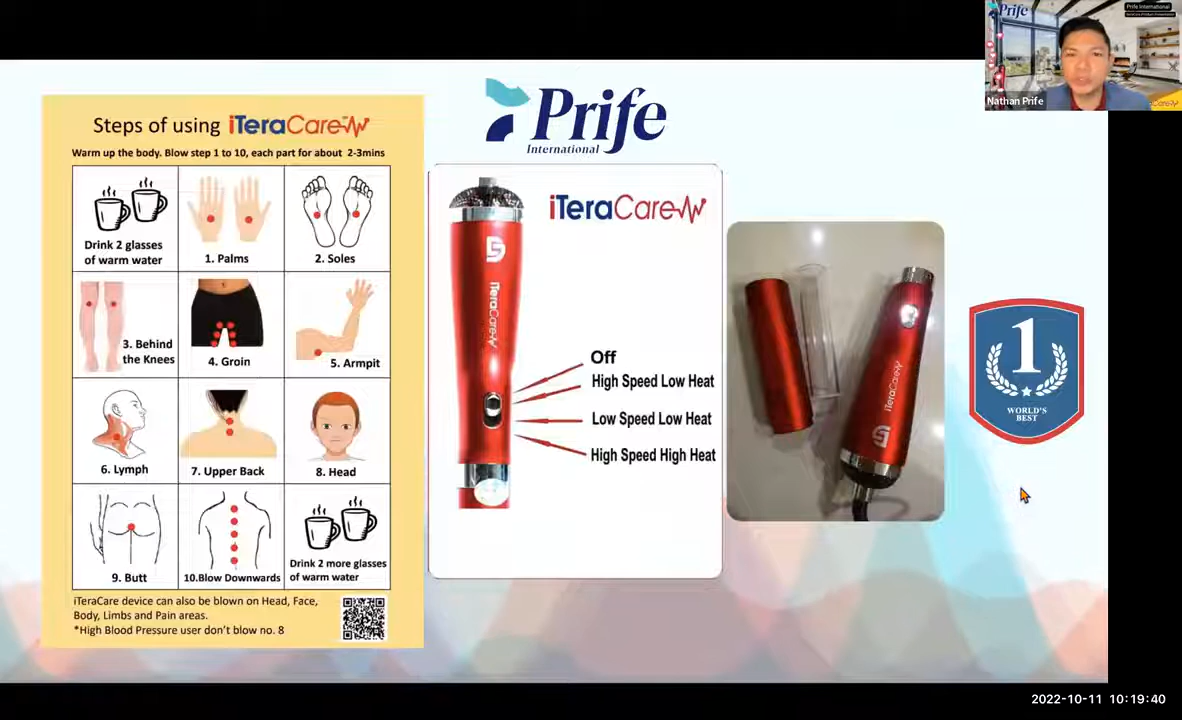 Prife
Prife International
Nathan Prife
Steps of using iTeraCare
Warm up the body. Blow step 1 to 10, each part for about 2-3mins
Drink 2 glasses
of warm water
1. Palms
2. Soles
3. Behind
the Knees
4. Groin
5. Armpit
6. Lymph
7. Upper Back
8. Head
9. Butt
10.Blow Downwards
Drink 2 more glasses
of warm water
iTeraCare device can also be blown on Head, Face,
Body, Limbs and Pain areas.
*High Blood Pressure user don't blow no. 8
Prife
International
iTeraCare
iTeraCare
Off
High Speed Low Heat
Low Speed Low Heat
High Speed High Heat
iTeraCare
1
WORLD'S
BEST
2022-10-11 10:19:40